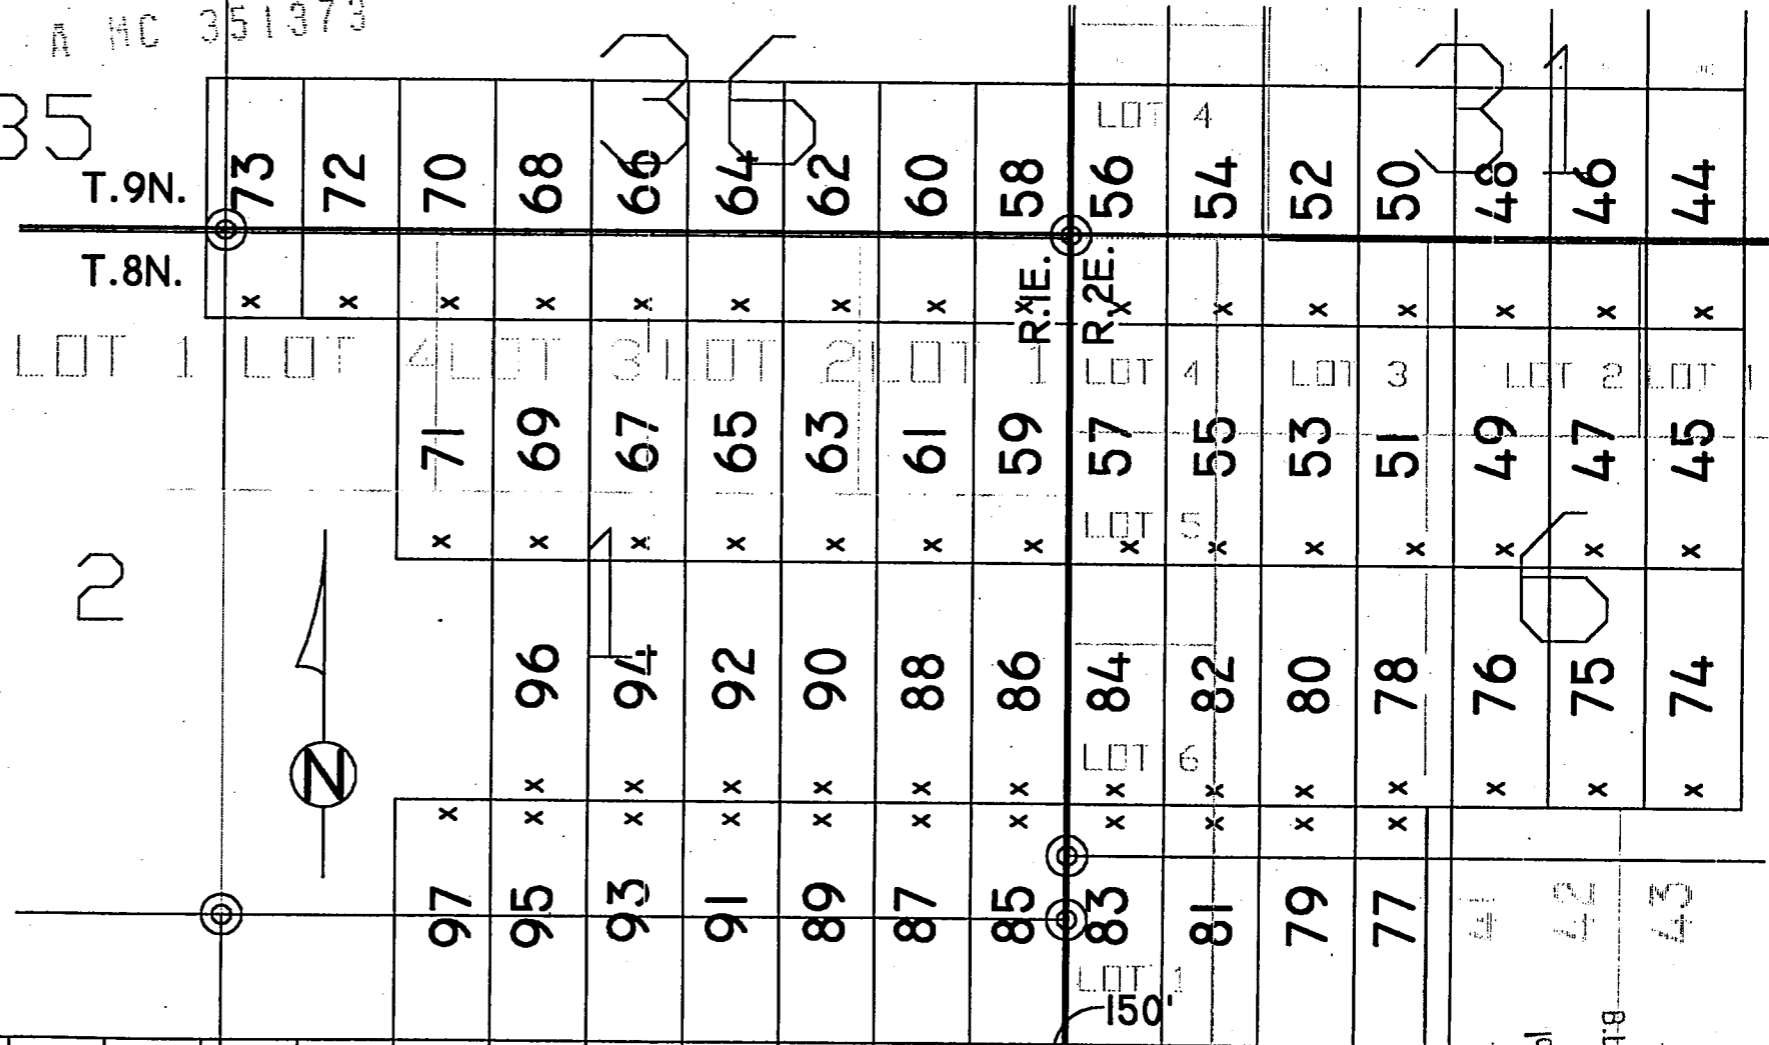 A HC 351373
35 36 31
LOT 4
T.9N. 73 72 70 68 66 64 62 60 58 56 54 52 50 48 46 44
T.8N. R.1E. R.2E.
x x x x x x x x x x x x x x x x
LOT 1 LOT 4 LOT 3 LOT 2 LOT 1 LOT 4 LOT 3 LOT 2 LOT 1
71 69 67 65 63 61 59 57 55 53 51 49 47 45
LOT 5
x x x x x x x x x x x x x x
2 1 6
96 94 92 90 88 86 84 82 80 78 76 75 74
LOT 6
N
x x x x x x x x x x x x x
x x x x x x x x x x x
97 95 93 91 89 87 85 83 81 79 77 41 42 43
LOT 1
150'